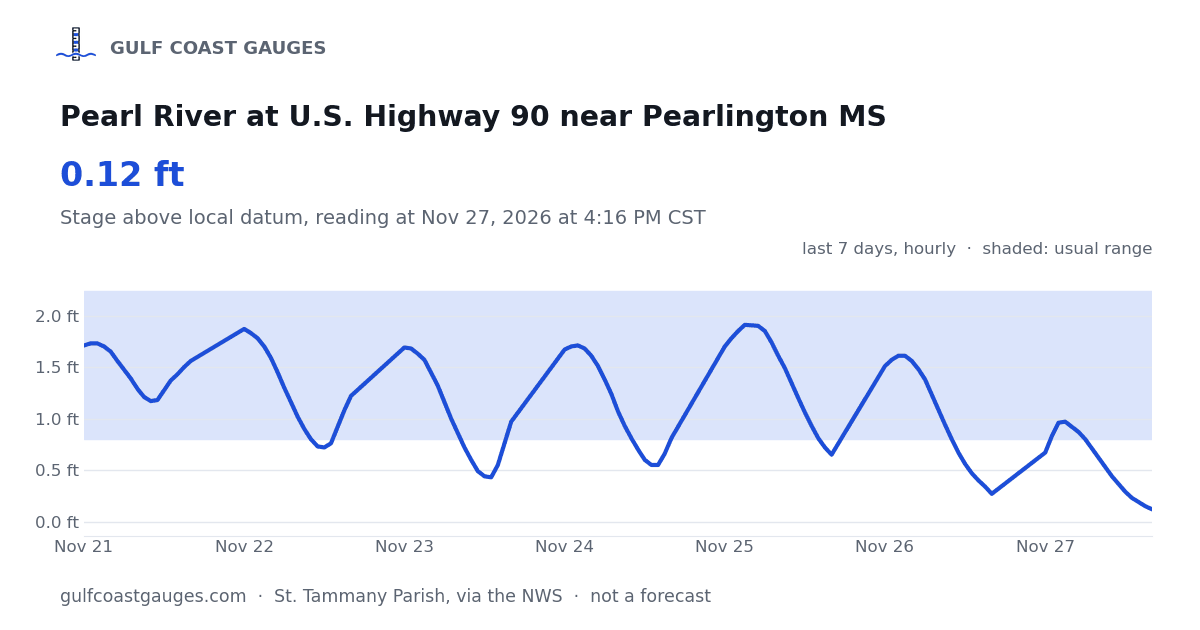 GULF COAST GAUGES
Pearl River at U.S. Highway 90 near Pearlington MS
0.12 ft
Stage above local datum, reading at Nov 27, 2026 at 4:16 PM CST
last 7 days, hourly · shaded: usual range
2.0 ft
1.5 ft
1.0 ft
0.5 ft
0.0 ft
Nov 21 Nov 22 Nov 23 Nov 24 Nov 25 Nov 26 Nov 27
gulfcoastgauges.com · St. Tammany Parish, via the NWS · not a forecast